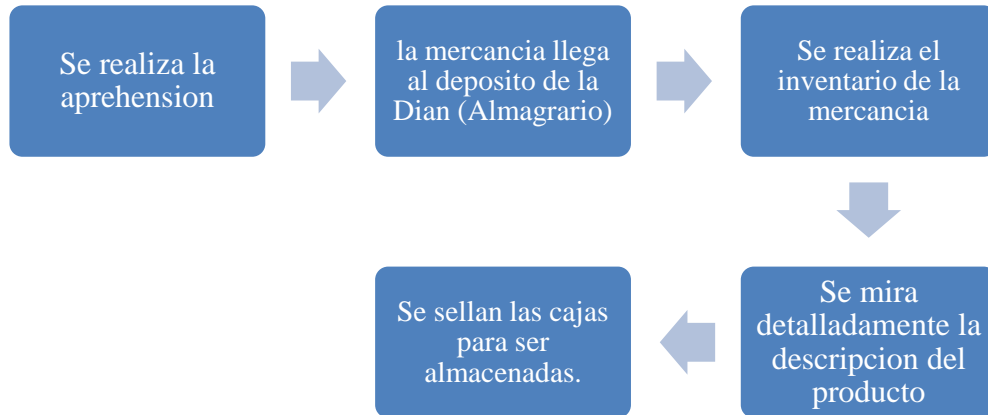 Se realiza la
aprehension
la mercancia llega
al deposito de la
Dian (Almagrario)
Se realiza el
inventario de la
mercancia
Se mira
detalladamente la
descripcion del
producto
Se sellan las cajas
para ser
almacenadas.